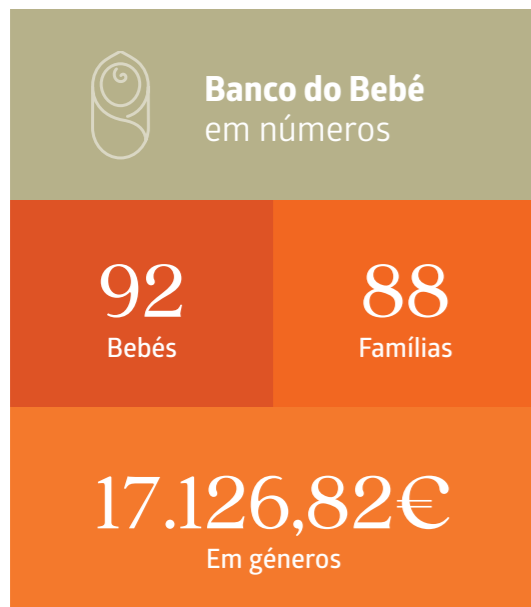 Banco do Bebé
em números
92
Bebés
88
Famílias
17.126,82€
Em géneros